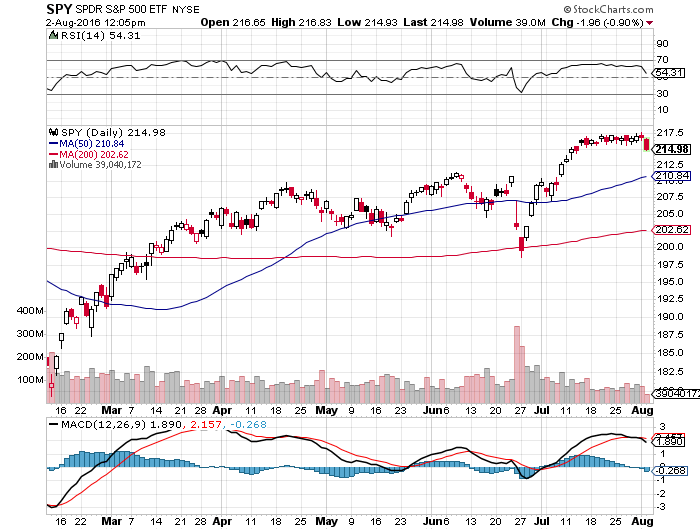 SPY SPDR S&P 500 ETF NYSE © StockCharts.com
2-Aug-2016 12:05pm Open 216.65 High 216.83 Low 214.93 Last 214.98 Volume 39.0M Chg -1.96 (-0.90%)
RSI(14) 54.31
90
70
54.31
50
30
10
SPY (Daily) 214.98
MA(50) 210.84
MA(200) 202.62
Volume 39,040,172
217.5
214.98
210.84
207.5
205.0
202.62
200.0
197.5
195.0
192.5
190.0
187.5
185.0
182.5
39040172
400M
300M
200M
100M
16 22 Mar 7 14 21 28 Apr 11 18 25 May 9 16 23 Jun 6 13 20 27 Jul 11 18 25 Aug
MACD(12,26,9) 1.890, 2.157, -0.268
3
1.890
1
-0.268
-1
-2
-3
16 22 Mar 7 14 21 28 Apr 11 18 25 May 9 16 23 Jun 6 13 20 27 Jul 11 18 25 Aug